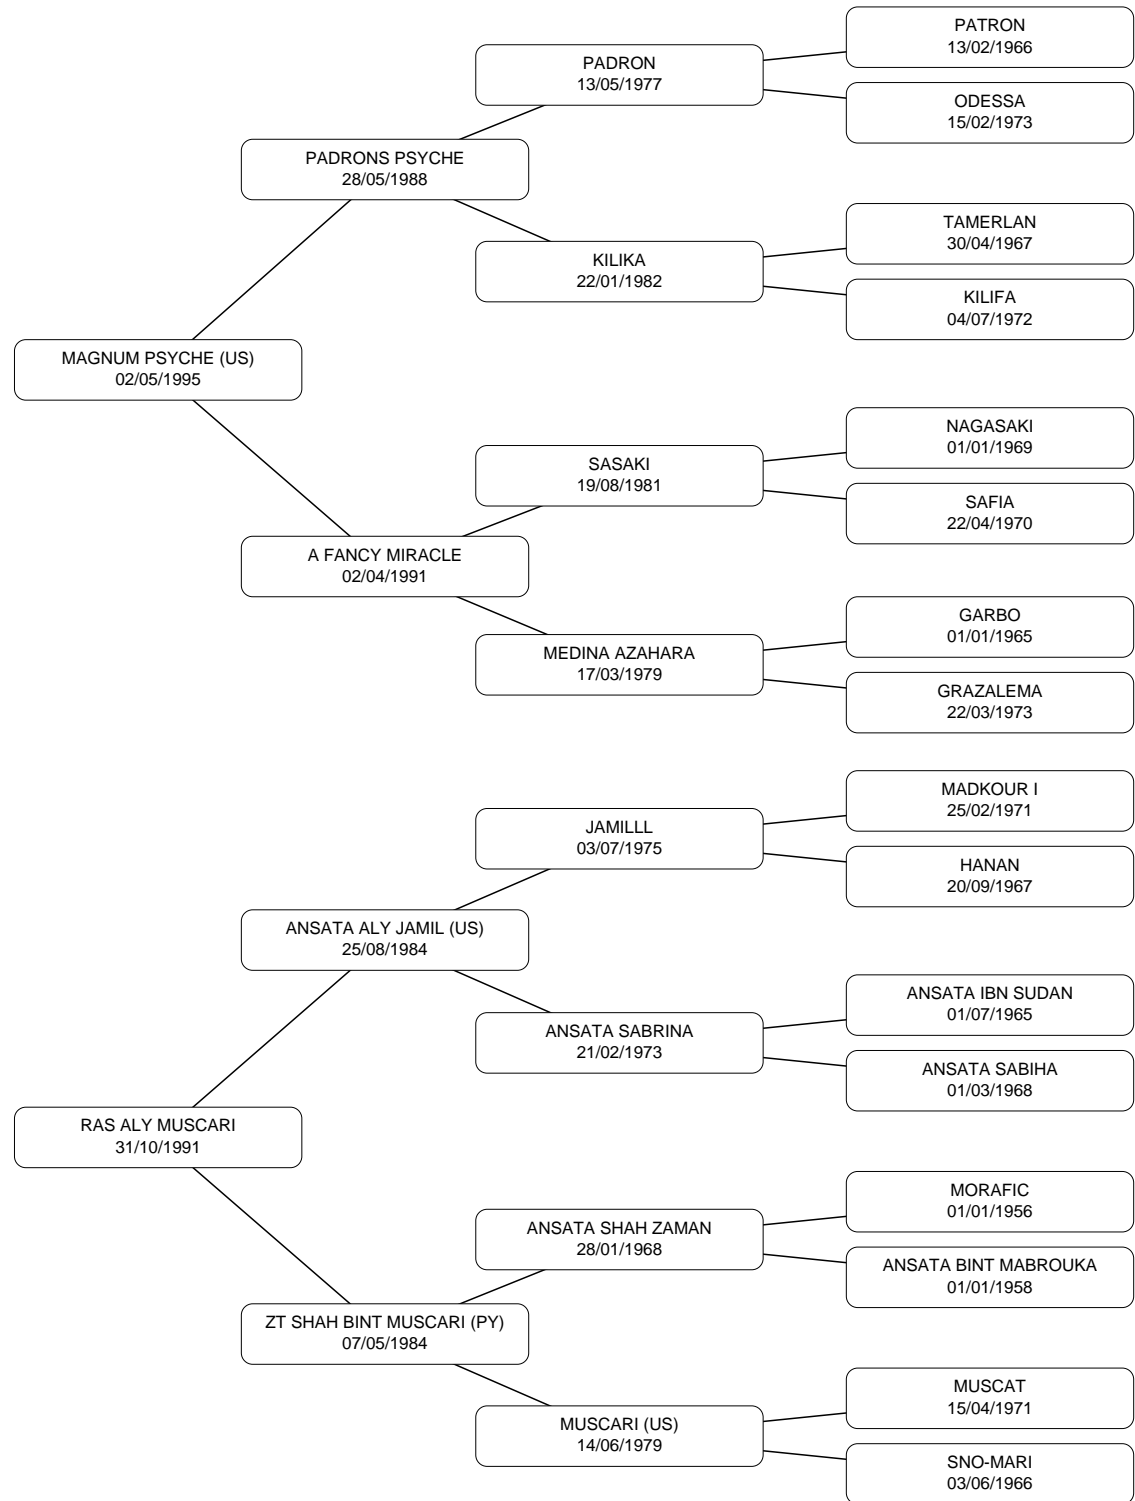 PATRON
13/02/1966
PADRON
13/05/1977
ODESSA
15/02/1973
PADRONS PSYCHE
28/05/1988
TAMERLAN
30/04/1967
KILIKA
22/01/1982
KILIFA
04/07/1972
MAGNUM PSYCHE (US)
02/05/1995
NAGASAKI
01/01/1969
SASAKI
19/08/1981
SAFIA
22/04/1970
A FANCY MIRACLE
02/04/1991
GARBO
01/01/1965
MEDINA AZAHARA
17/03/1979
GRAZALEMA
22/03/1973
MADKOUR I
25/02/1971
JAMILLL
03/07/1975
HANAN
20/09/1967
ANSATA ALY JAMIL (US)
25/08/1984
ANSATA IBN SUDAN
01/07/1965
ANSATA SABRINA
21/02/1973
ANSATA SABIHA
01/03/1968
RAS ALY MUSCARI
31/10/1991
MORAFIC
01/01/1956
ANSATA SHAH ZAMAN
28/01/1968
ANSATA BINT MABROUKA
01/01/1958
ZT SHAH BINT MUSCARI (PY)
07/05/1984
MUSCAT
15/04/1971
MUSCARI (US)
14/06/1979
SNO-MARI
03/06/1966